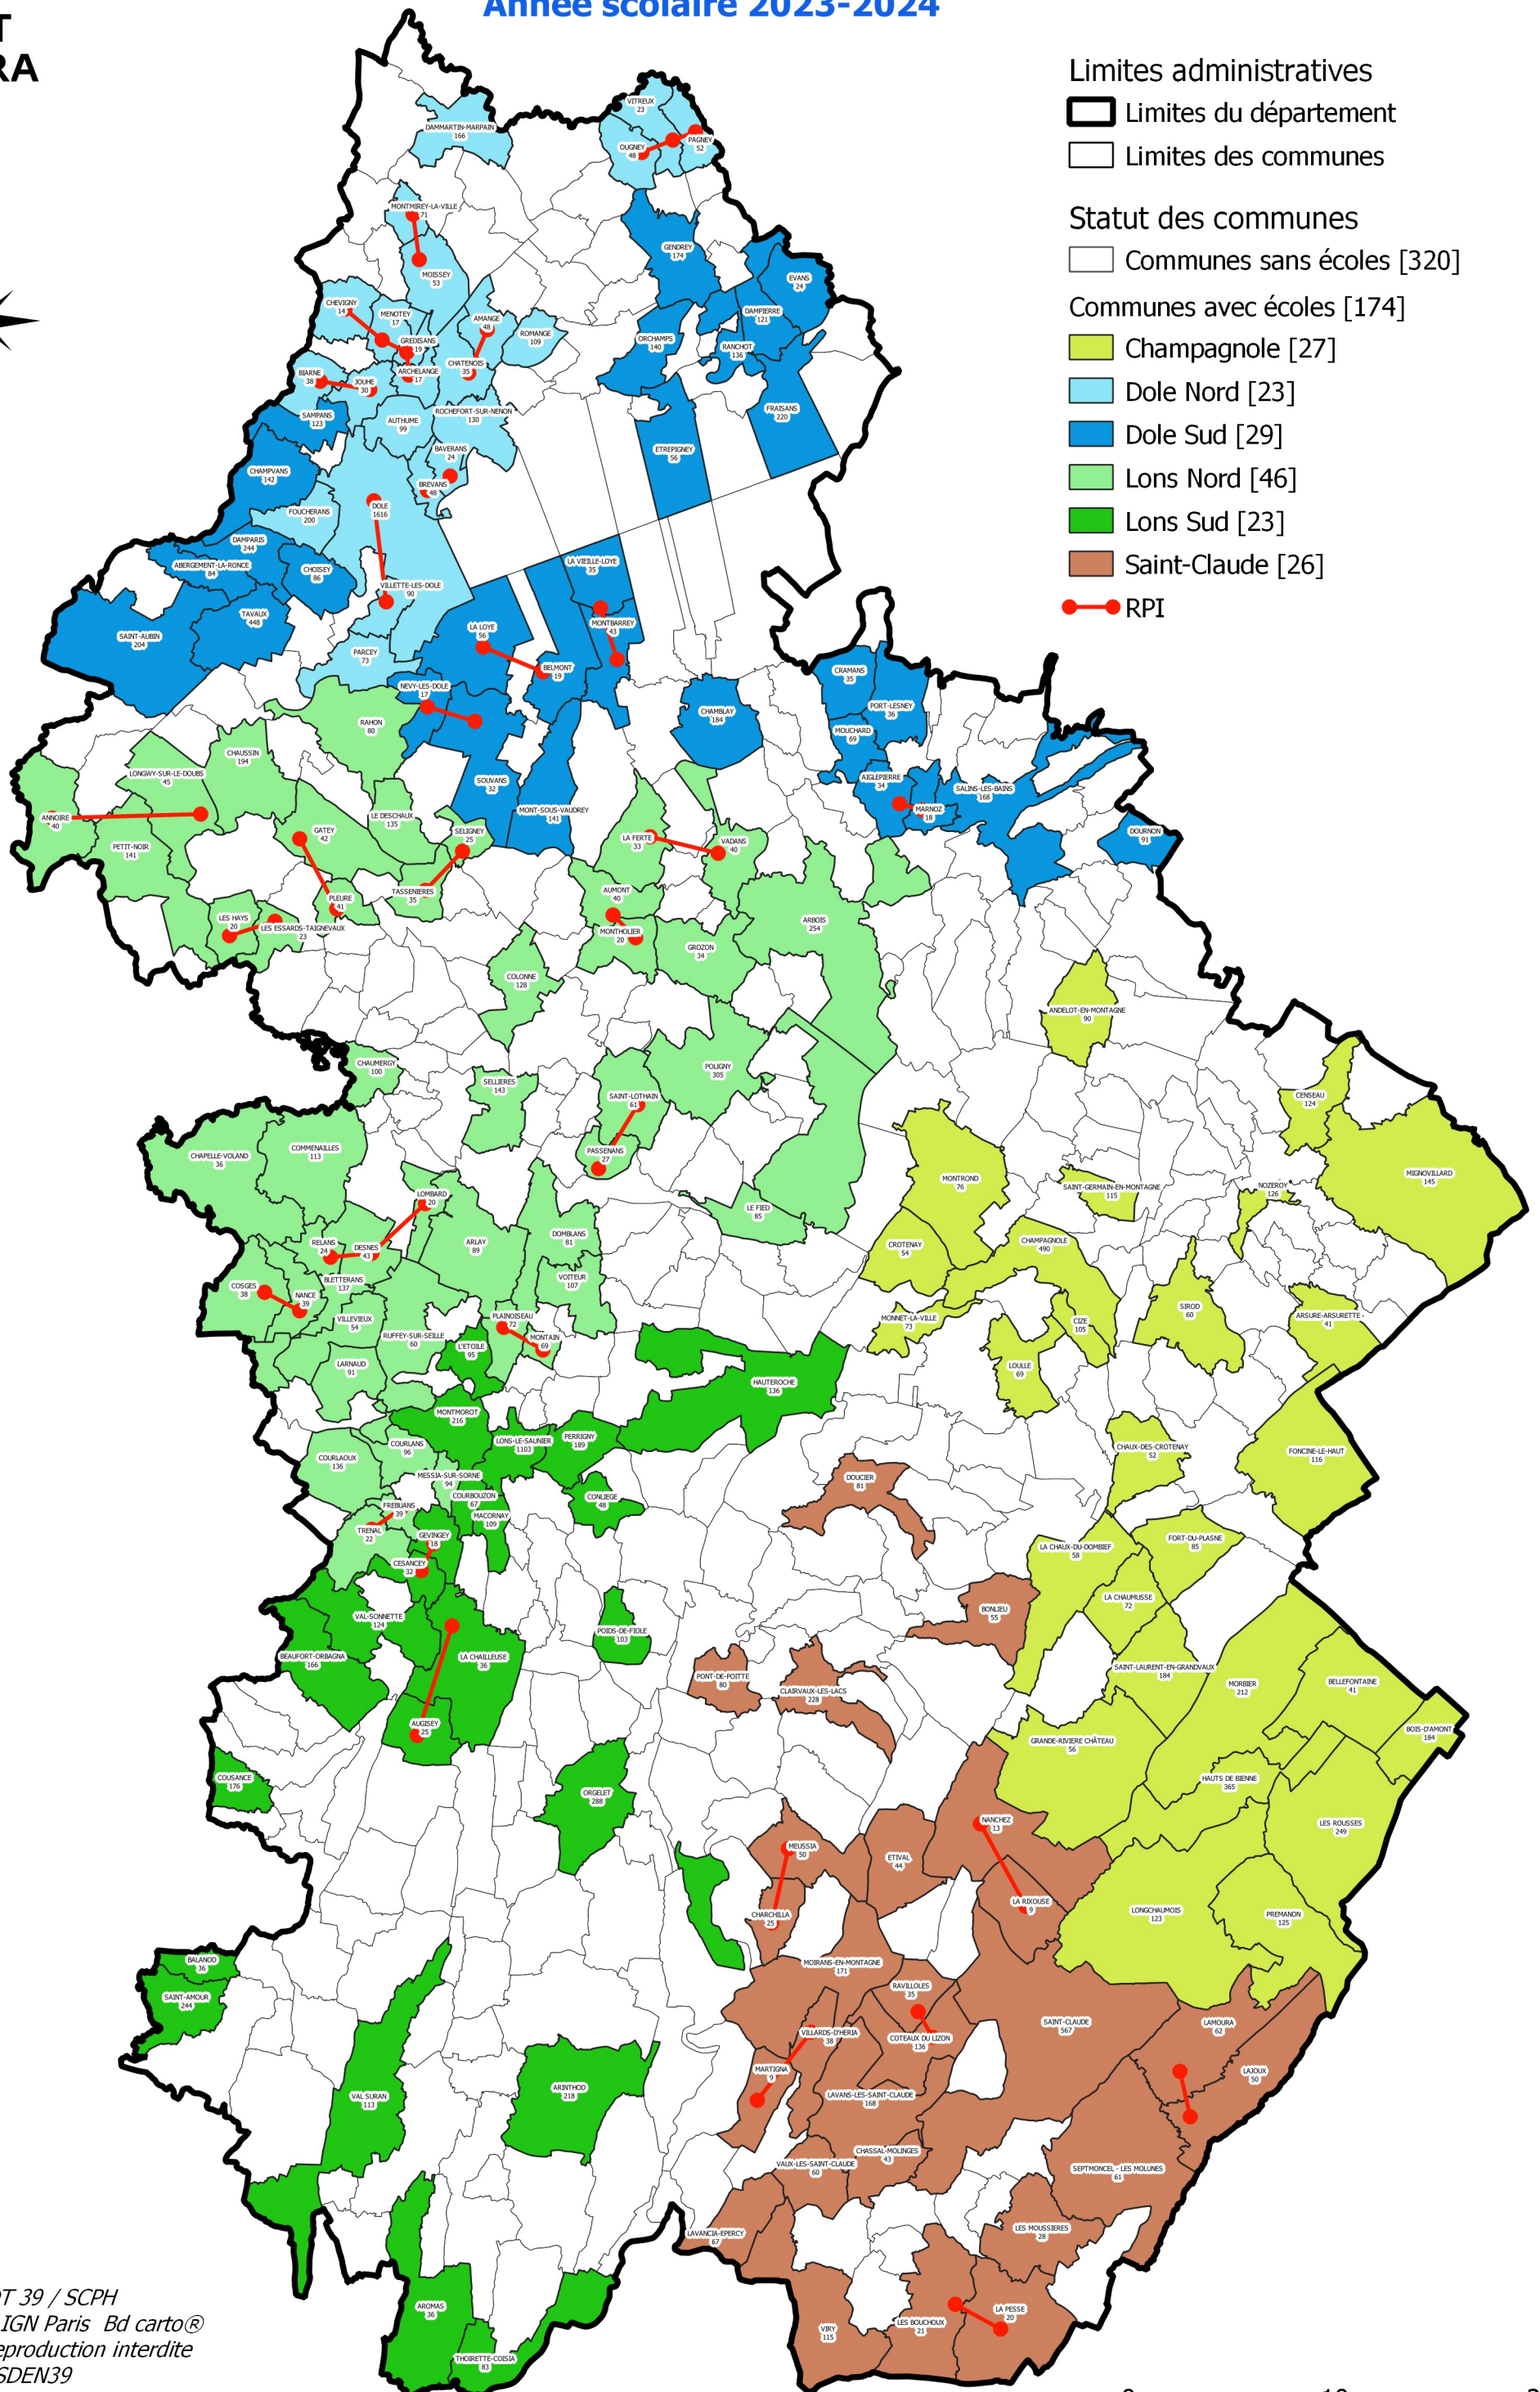 Année scolaire 2023-2024
T
RA
Limites administratives
Limites du département
Limites des communes
Statut des communes
Communes sans écoles [320]
Communes avec écoles [174]
Champagnole [27]
Dole Nord [23]
Dole Sud [29]
Lons Nord [46]
Lons Sud [23]
Saint-Claude [26]
RPI
VITREUX
23
DAMMARTIN-MARPAIN
166
OUGNEY
48
PAGNEY
52
MONTMIREY-LA-VILLE
71
GENDREY
174
MOISSEY
53
EVANS
24
CHEVIGNY
14
MENOTEY
17
AMANGE
48
DAMPIERRE
121
ROMANGE
109
GREDISANS
19
ORCHAMPS
140
RANCHOT
136
CHATENOIS
35
ARCHELANGE
17
BIARNE
38
JOUHE
30
SAMPANS
123
AUTHUME
99
ROCHEFORT-SUR-NENON
130
FRAISANS
220
BAVERANS
24
ETREPIGNEY
56
CHAMPVANS
142
BREVANS
48
DOLE
1616
FOUCHERANS
200
DAMPARIS
244
ABERGEMENT-LA-RONCE
84
CHOISEY
86
LA VIEILLE-LOYE
35
VILLETTE-LES-DOLE
90
TAVAUX
448
SAINT-AUBIN
204
LA LOYE
56
MONTBARREY
43
PARCEY
73
BELMONT
19
CRAMANS
35
NEVY-LES-DOLE
17
PORT-LESNEY
36
CHAMBLAY
184
RAHON
80
MOUCHARD
69
CHAUSSIN
194
LONGWY-SUR-LE-DOUBS
45
SOUVANS
32
AIGLEPIERRE
34
SALINS-LES-BAINS
168
MARNOZ
18
MONT-SOUS-VAUDREY
141
ANNOIRE
40
LE DESCHAUX
135
GATEY
42
SELIGNEY
25
DOURNON
91
LA FERTE
33
VADANS
40
PETIT-NOIR
141
TASSENIERES
35
AUMONT
40
PLEURE
41
LES HAYS
20
LES ESSARDS-TAIGNEVAUX
23
ARBOIS
254
MONTHOLIER
20
GROZON
34
COLONNE
128
ANDELOT-EN-MONTAGNE
90
CHAUMERGY
100
POLIGNY
305
SELLIERES
143
SAINT-LOTHAIN
61
CENSEAU
124
COMMENAILLES
113
CHAPELLE-VOLAND
36
PASSENANS
27
MIGNOVILLARD
145
MONTROND
76
SAINT-GERMAIN-EN-MONTAGNE
115
NOZEROY
126
LOMBARD
20
LE FIED
85
DOMBLANS
81
ARLAY
89
RELANS
24
DESNES
43
CROTENAY
54
CHAMPAGNOLE
490
BLETTERANS
137
VOITEUR
107
COSGES
38
NANCE
39
SIROD
60
VILLEVIEUX
54
PLAINOISEAU
72
MONNET-LA-VILLE
73
CIZE
105
ARSURE-ARSURETTE -
41
RUFFEY-SUR-SEILLE
60
MONTAIN
69
L'ETOILE
95
LARNAUD
91
LOULLE
69
HAUTEROCHE
136
MONTMOROT
216
PERRIGNY
189
LONS-LE-SAUNIER
1103
COURLANS
96
CHAUX-DES-CROTENAY
52
FONCINE-LE-HAUT
116
COURLAOUX
136
MESSIA-SUR-SORNE
94
DOUCIER
81
COURBOUZON
67
CONLIEGE
48
FREBUANS
39
MACORNAY
109
TRENAL
22
GEVINGEY
18
FORT-DU-PLASNE
85
LA CHAUX-DU-DOMBIEF
58
CESANCEY
32
LA CHAUMUSSE
72
BONLIEU
55
VAL-SONNETTE
124
POIDS-DE-FIOLE
103
BEAUFORT-ORBAGNA
166
LA CHAILLEUSE
36
SAINT-LAURENT-EN-GRANDVAUX
184
PONT-DE-POITTE
80
MORBIER
212
BELLEFONTAINE
41
CLAIRVAUX-LES-LACS
228
AUGISEY
25
BOIS-D'AMONT
184
GRANDE-RIVIERE CHÂTEAU
56
COUSANCE
176
HAUTS DE BIENNE
365
ORGELET
288
NANCHEZ
13
LES ROUSSES
249
MEUSSIA
50
ETIVAL
44
LA RIXOUSE
9
LONGCHAUMOIS
123
PREMANON
125
CHARCHILLA
25
BALANOD
36
MOIRANS-EN-MONTAGNE
171
RAVILLOLES
35
SAINT-AMOUR
244
SAINT-CLAUDE
567
LAMOURA
62
VILLARDS-D'HERIA
38
COTEAUX DU LIZON
136
MARTIGNA
9
LAJOUX
50
ARINTHOD
218
VAL SURAN
113
LAVANS-LES-SAINT-CLAUDE
168
CHASSAL-MOLINGES
43
VAUX-LES-SAINT-CLAUDE
60
SEPTMONCEL - LES MOLUNES
61
LAVANCIA-EPERCY
67
LES MOUSSIERES
28
AROMAS
36
LA PESSE
20
LES BOUCHOUX
21
VIRY
115
THOIRETTE-COISIA
83
T 39 / SCPH
IGN Paris Bd carto®
eproduction interdite
SDEN39